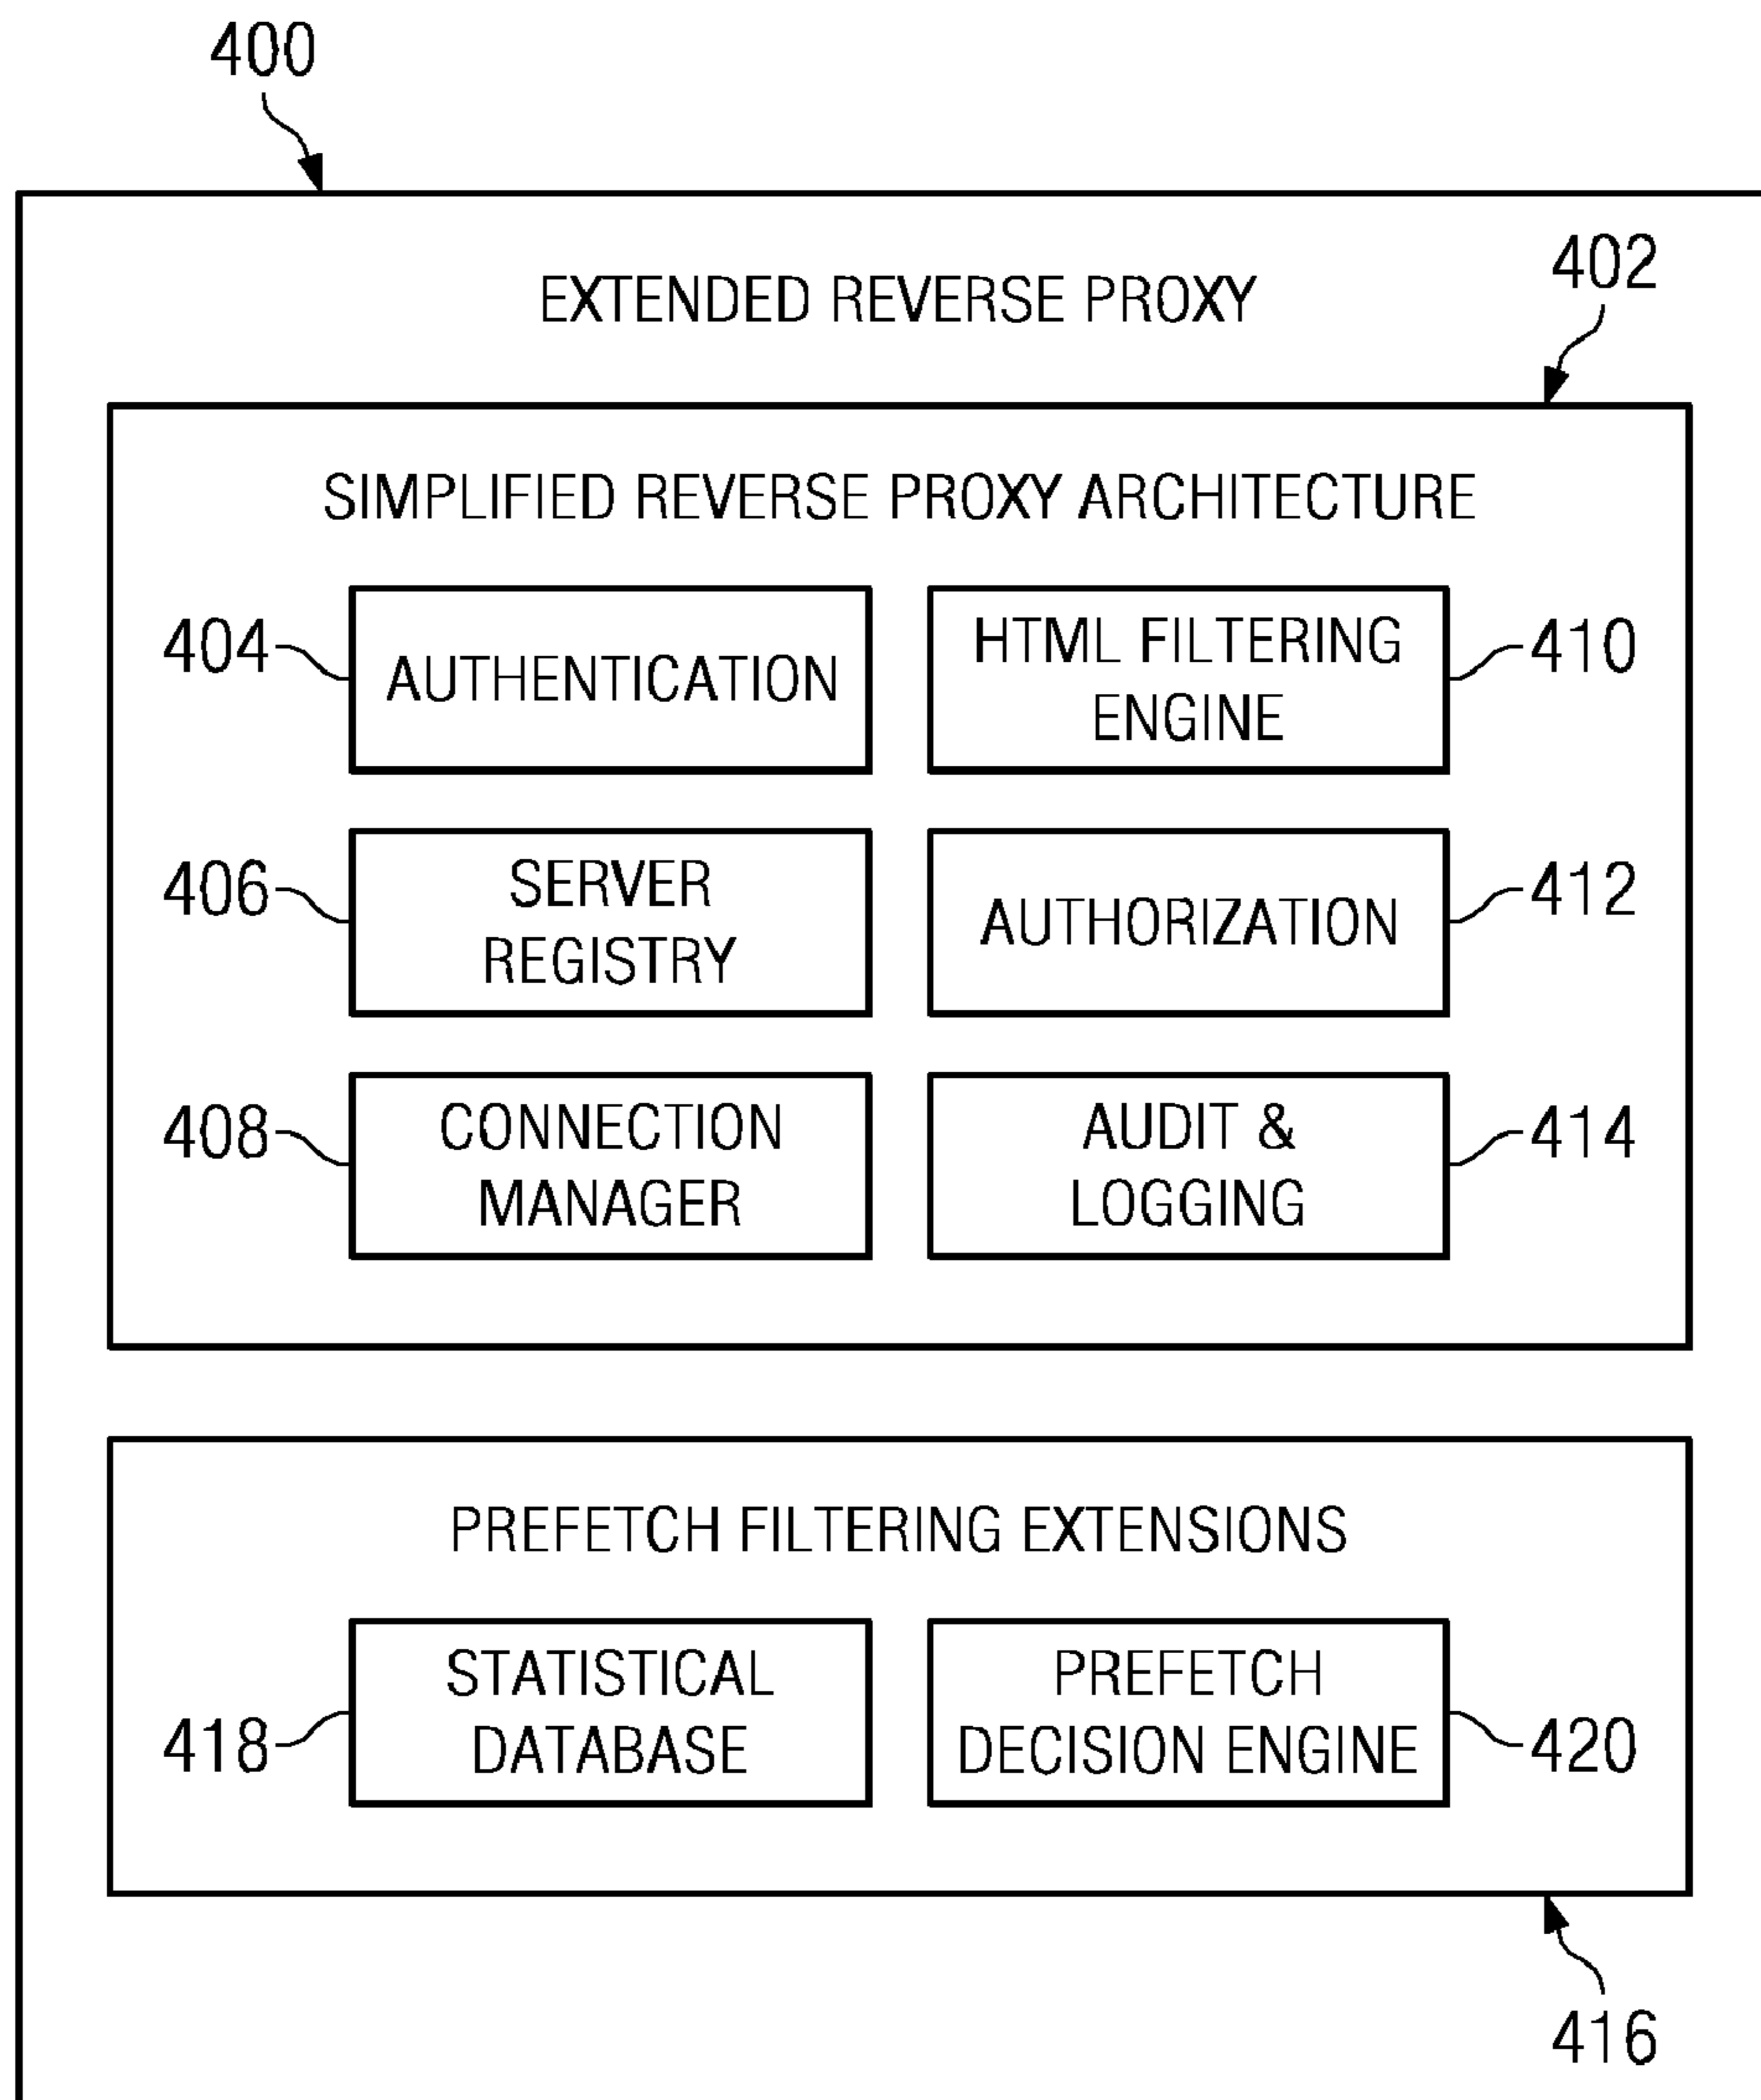 400
EXTENDED REVERSE PROXY
402
SIMPLIFIED REVERSE PROXY ARCHITECTURE
404
AUTHENTICATION
HTML FILTERING
ENGINE
410
406
SERVER
REGISTRY
AUTHORIZATION
412
408
CONNECTION
MANAGER
AUDIT &
LOGGING
414
PREFETCH FILTERING EXTENSIONS
418
STATISTICAL
DATABASE
PREFETCH
DECISION ENGINE
420
416